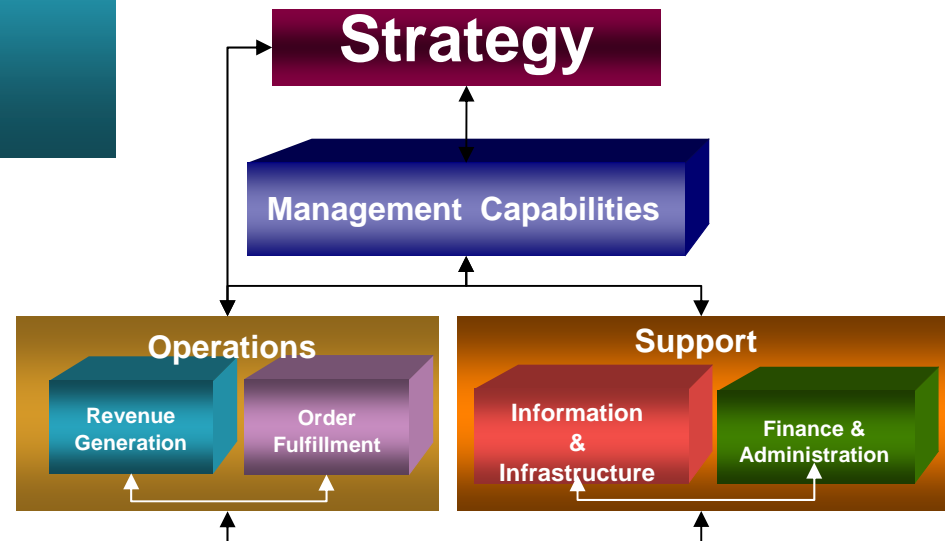 Strategy
Management Capabilities
Operations
Revenue
Generation
Order
Fulfillment
Support
Information
&
Infrastructure
Finance &
Administration